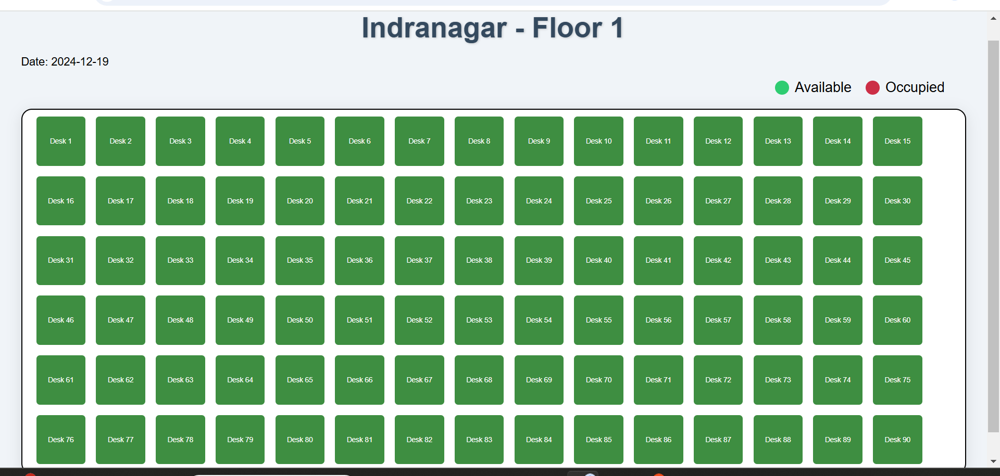 Indranagar - Floor 1
Date: 2024-12-19
Available Occupied
Desk 1 Desk 2 Desk 3 Desk 4 Desk 5 Desk 6 Desk 7 Desk 8 Desk 9 Desk 10 Desk 11 Desk 12 Desk 13 Desk 14 Desk 15
Desk 16 Desk 17 Desk 18 Desk 19 Desk 20 Desk 21 Desk 22 Desk 23 Desk 24 Desk 25 Desk 26 Desk 27 Desk 28 Desk 29 Desk 30
Desk 31 Desk 32 Desk 33 Desk 34 Desk 35 Desk 36 Desk 37 Desk 38 Desk 39 Desk 40 Desk 41 Desk 42 Desk 43 Desk 44 Desk 45
Desk 46 Desk 47 Desk 48 Desk 49 Desk 50 Desk 51 Desk 52 Desk 53 Desk 54 Desk 55 Desk 56 Desk 57 Desk 58 Desk 59 Desk 60
Desk 61 Desk 62 Desk 63 Desk 64 Desk 65 Desk 66 Desk 67 Desk 68 Desk 69 Desk 70 Desk 71 Desk 72 Desk 73 Desk 74 Desk 75
Desk 76 Desk 77 Desk 78 Desk 79 Desk 80 Desk 81 Desk 82 Desk 83 Desk 84 Desk 85 Desk 86 Desk 87 Desk 88 Desk 89 Desk 90